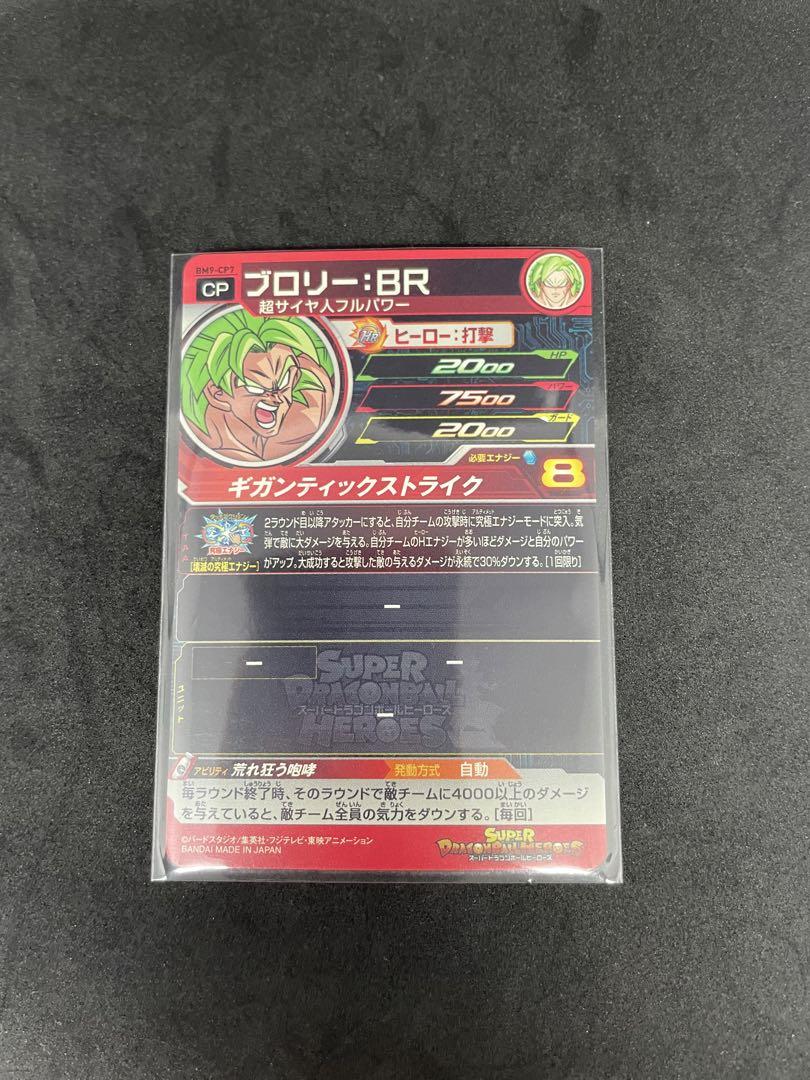 BM9-CP7
CP ブロリー:BR
超サイヤ人フルパワー
HR ヒーロー:打撃
HP
2000
パワー
7500
ガード
2000
必要エナジー 8
ギガンティックストライク
2ラウンド目以降アタッカーにすると、自分チームの攻撃時に究極エナジーモードに突入。気
弾で敵に大ダメージを与える。自分チームのHエナジーが多いほどダメージと自分のパワー
がアップ。大成功すると攻撃した敵の与えるダメージが永続で30%ダウンする。[1回限り]
究極エナジー
[壊滅の究極エナジー]
ー
ー ー
ユニット
ー
SUPER
DRAGONBALL
スーパードラゴンボールヒーローズ
HEROES
アビリティ 荒れ狂う咆哮 発動方式 自動
毎ラウンド終了時、そのラウンドで敵チームに4000以上のダメージ
を与えていると、敵チーム全員の気力をダウンする。[毎回]
©バードスタジオ/集英社・フジテレビ・東映アニメーション
BANDAI MADE IN JAPAN
SUPER
DRAGONBALL HEROES
スーパードラゴンボールヒーローズ